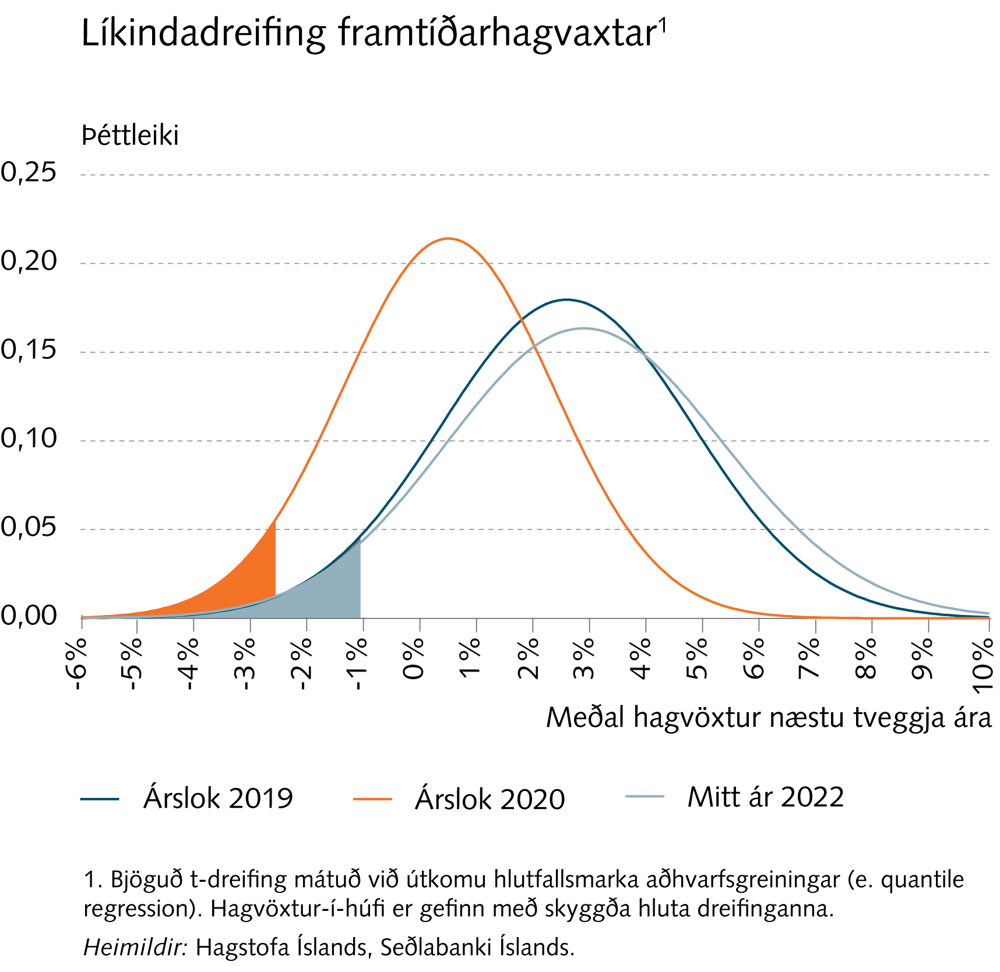 Líkindadreifing framtíðarhagvaxtar¹
Þéttleiki
0,25
0,20
0,15
0,10
0,05
0,00
-6%
-5%
-4%
-3%
-2%
-1%
0%
1%
2%
3%
4%
5%
6%
7%
8%
9%
10%
Meðal hagvöxtur næstu tveggja ára
Árslok 2019
Árslok 2020
Mitt ár 2022
1. Bjöguð t-dreifing mátuð við útkomu hlutfallsmarka aðhvarfsgreiningar (e. quantile
regression). Hagvöxtur-í-húfi er gefinn með skyggða hluta dreifinganna.
Heimildir: Hagstofa Íslands, Seðlabanki Íslands.